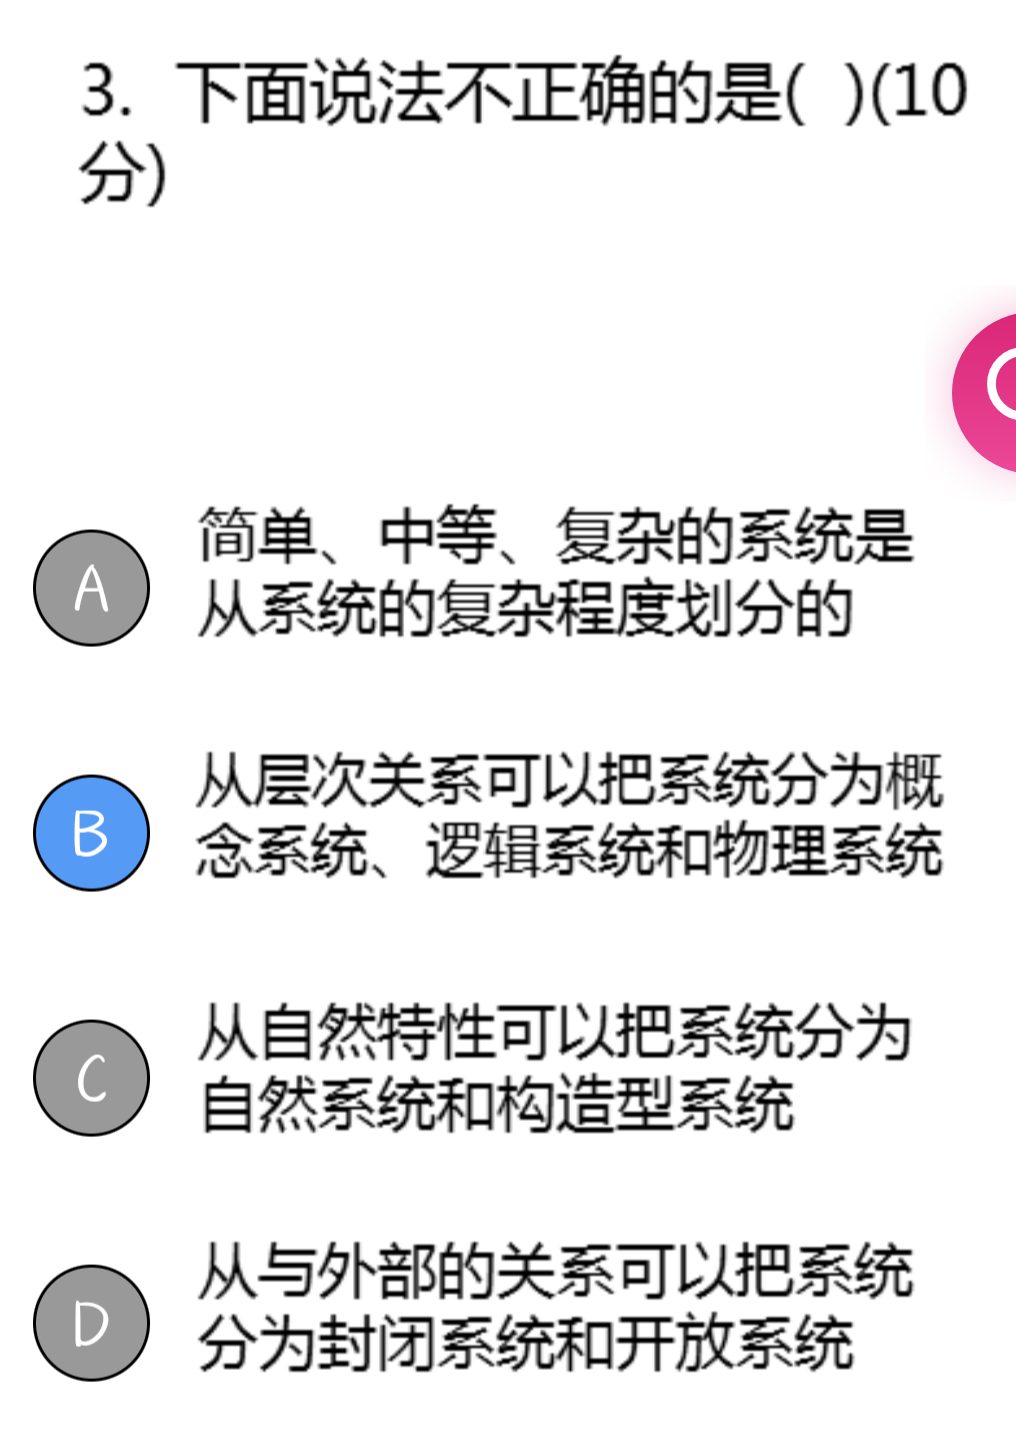 3. 下面说法不正确的是( )(10
分)
A
简单、中等、复杂的系统是
从系统的复杂程度划分的
B
从层次关系可以把系统分为概
念系统、逻辑系统和物理系统
C
从自然特性可以把系统分为
自然系统和构造型系统
D
从与外部的关系可以把系统
分为封闭系统和开放系统